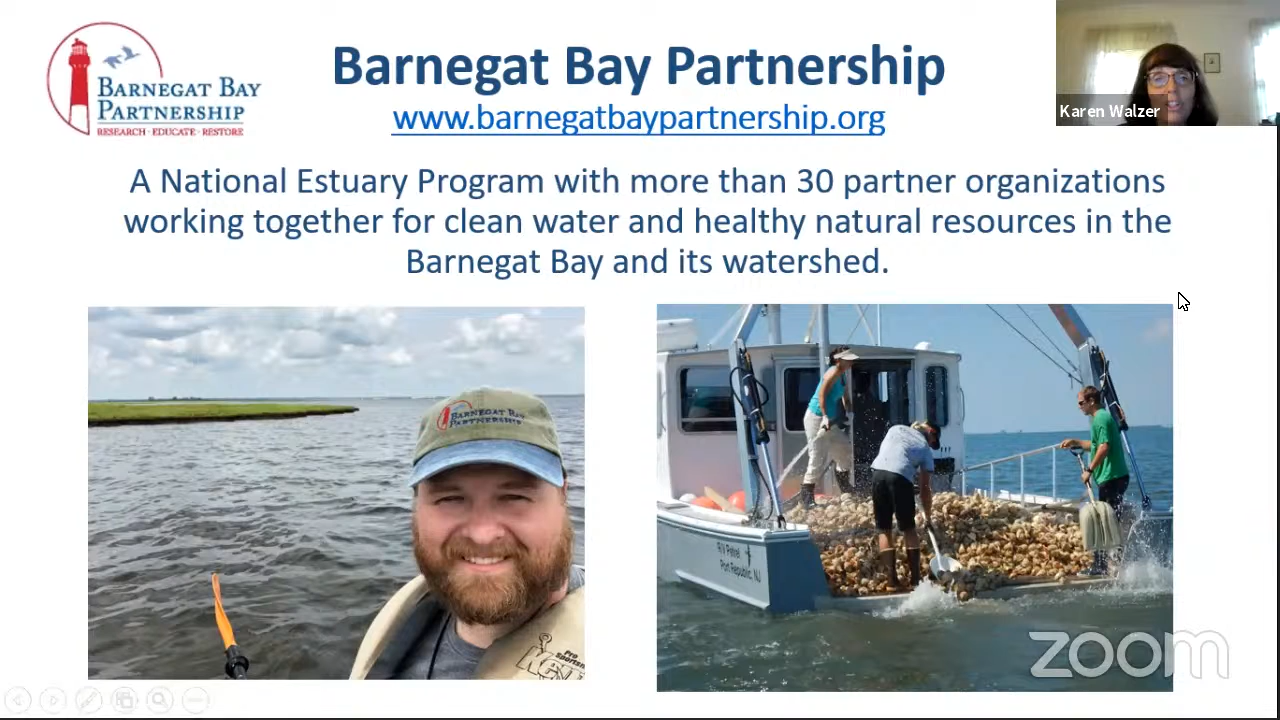 BARNEGAT BAY
PARTNERSHIP
RESEARCH · EDUCATE · RESTORE
Barnegat Bay Partnership
www.barnegatbaypartnership.org
Karen Walzer
A National Estuary Program with more than 30 partner organizations
working together for clean water and healthy natural resources in the
Barnegat Bay and its watershed.
BARNEGAT BAY
PARTNERSHIP
R/V Petrel
Port Republic, NJ
zoom